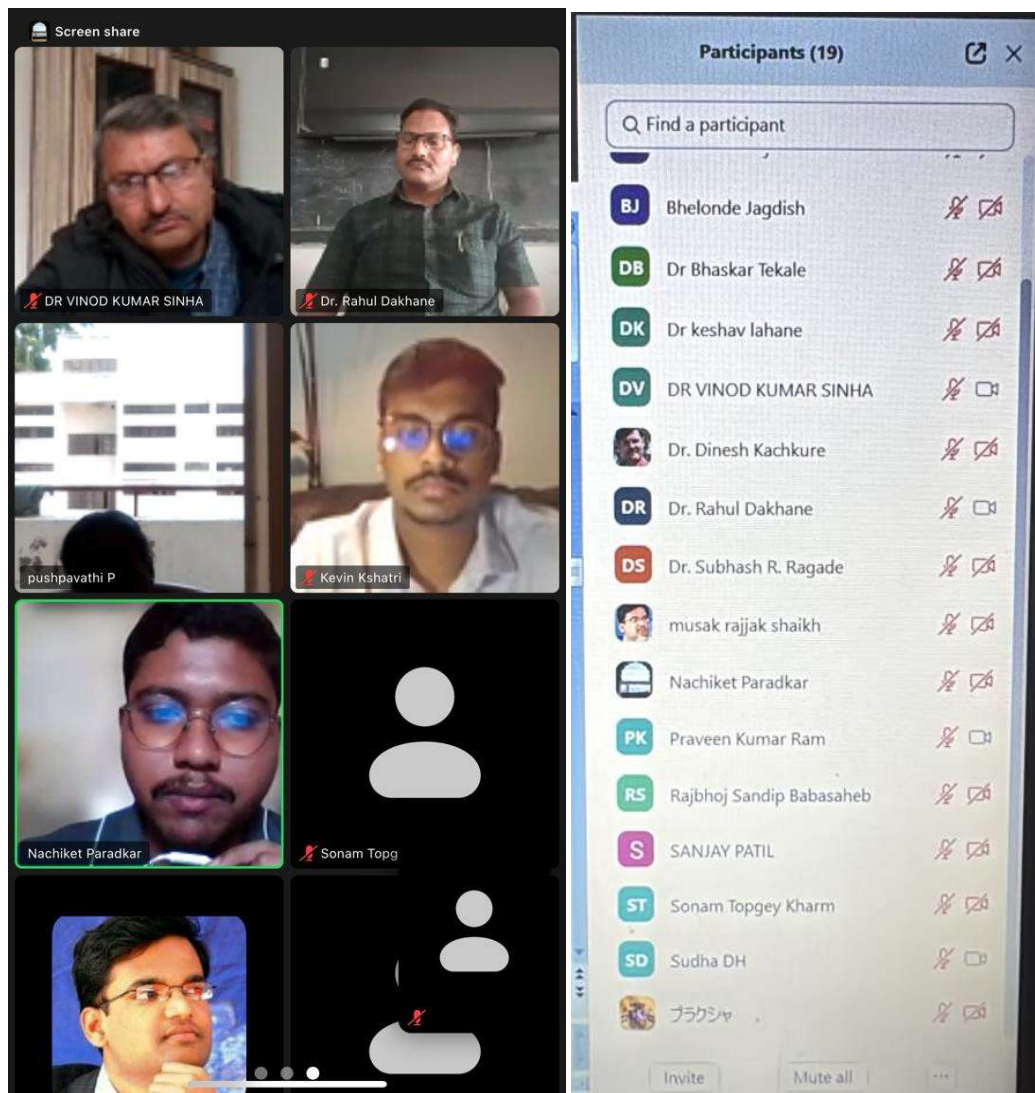 Screen share
DR VINOD KUMAR SINHA
Dr. Rahul Dakhane
pushpavathi P
Kevin Kshatri
Nachiket Paradkar
Sonam Topg
Participants (19)
Find a participant
BJ Bhelonde Jagdish
DB Dr Bhaskar Tekale
DK Dr keshav lahane
DV DR VINOD KUMAR SINHA
Dr. Dinesh Kachkure
DR Dr. Rahul Dakhane
DS Dr. Subhash R. Ragade
musak rajjak shaikh
Nachiket Paradkar
PK Praveen Kumar Ram
RS Rajbhoj Sandip Babasaheb
S SANJAY PATIL
ST Sonam Topgey Kharm
SD Sudha DH
プラクシャ
Invite
Mute all
...